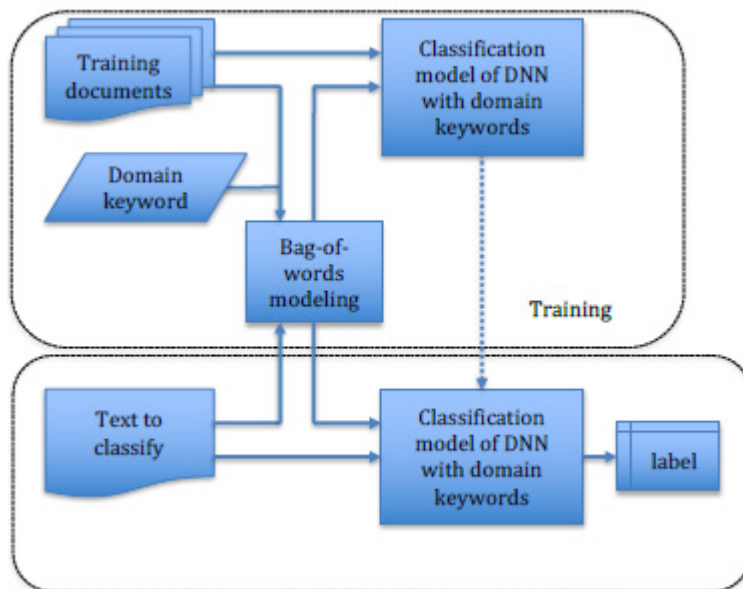 Training
documents
Classification
model of DNN
with domain
keywords
Domain
keyword
Bag-of-
words
modeling
Training
Text to
classify
Classification
model of DNN
with domain
keywords
label